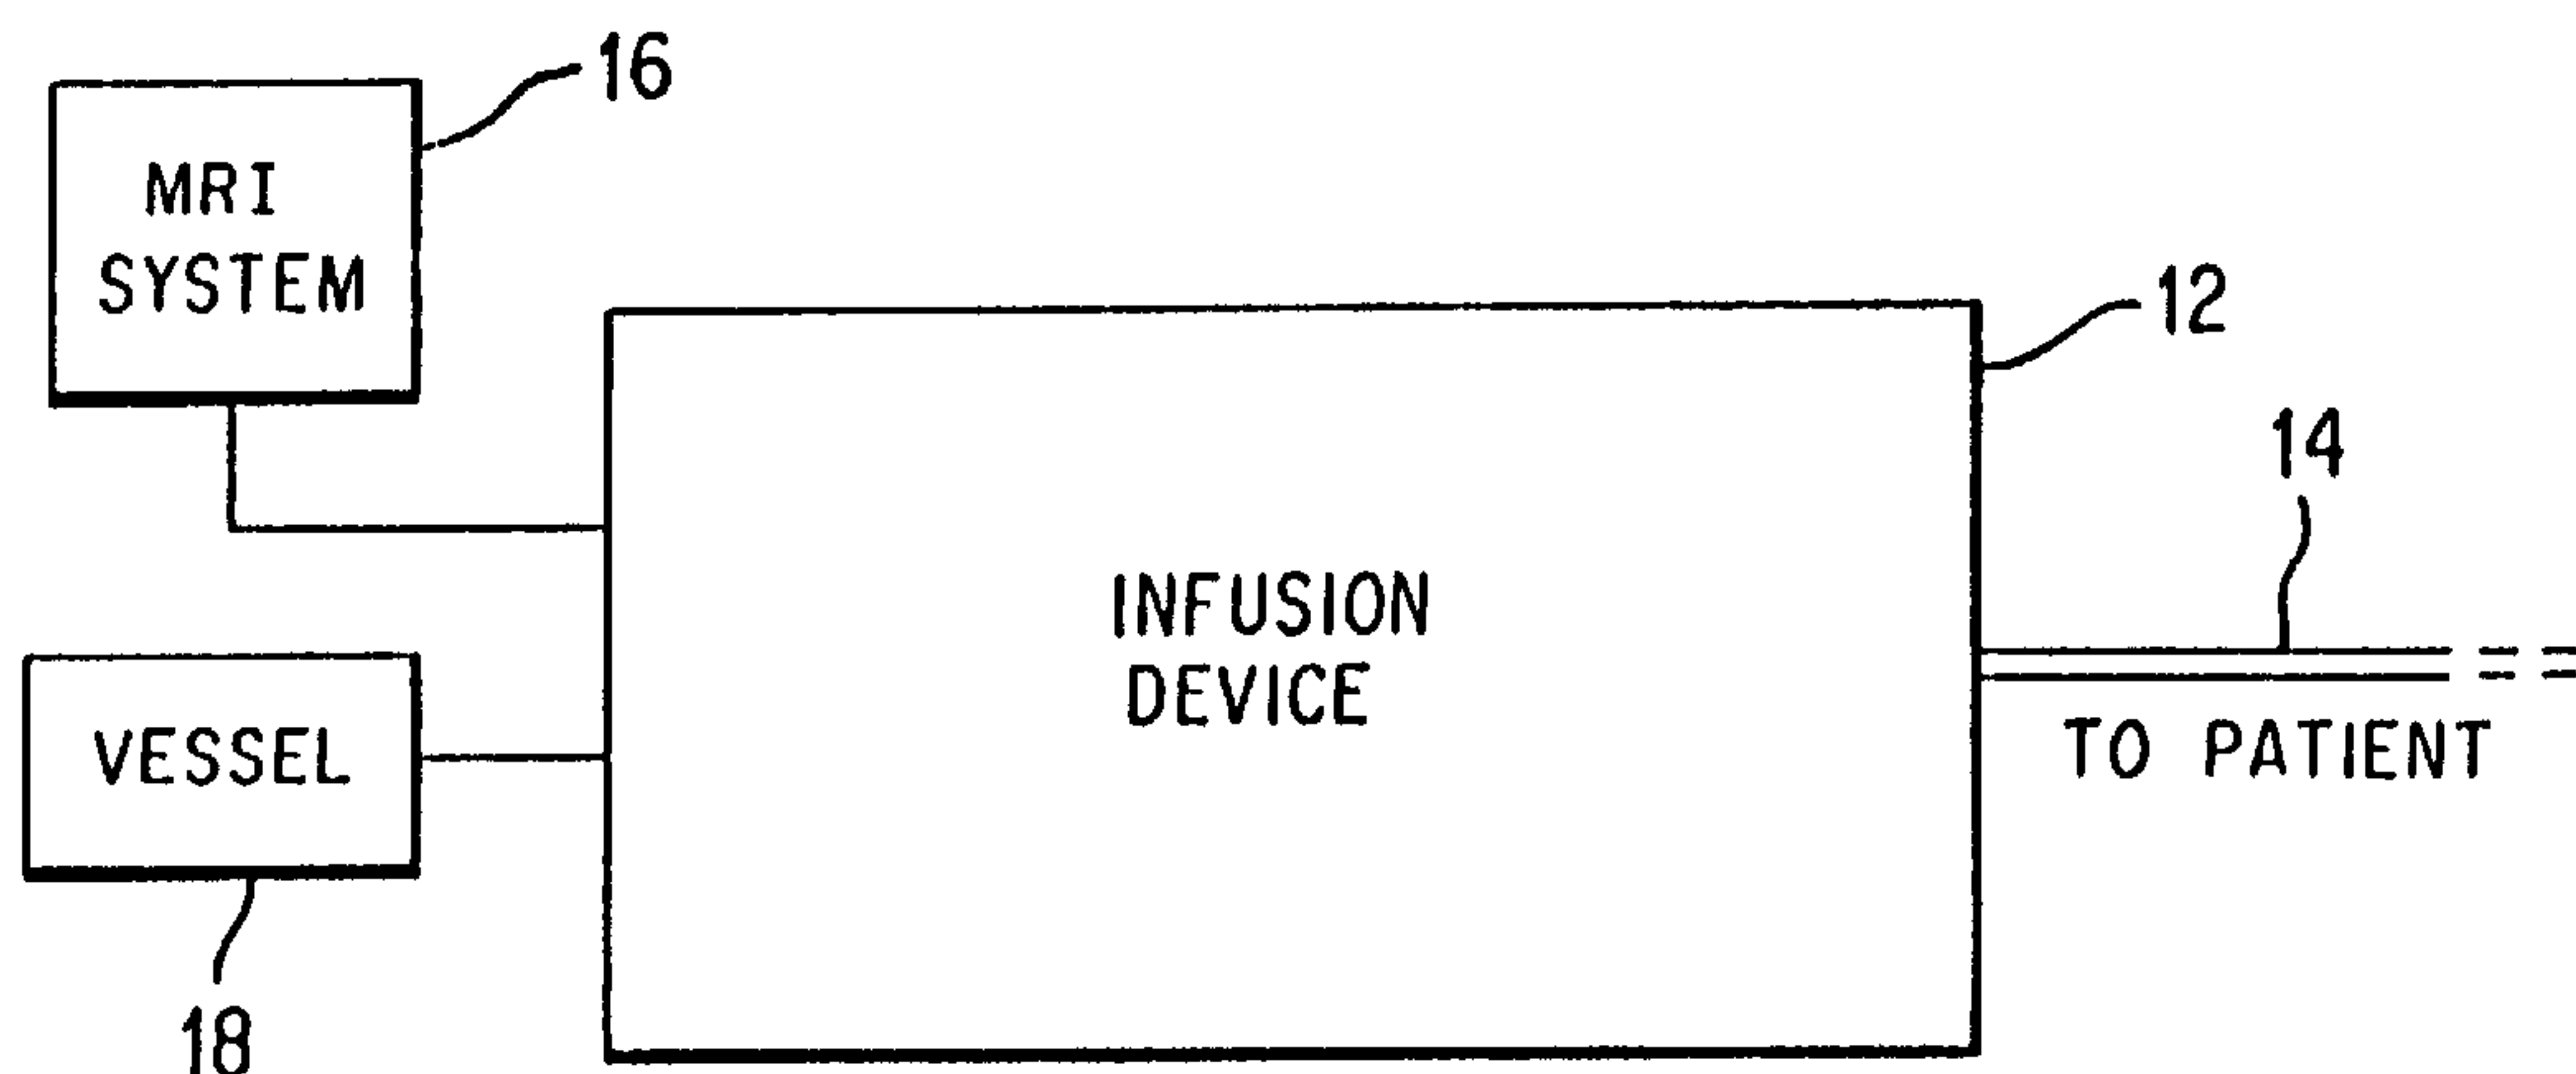 16
MRI
SYSTEM
12
14
INFUSION
DEVICE
VESSEL
TO PATIENT
18